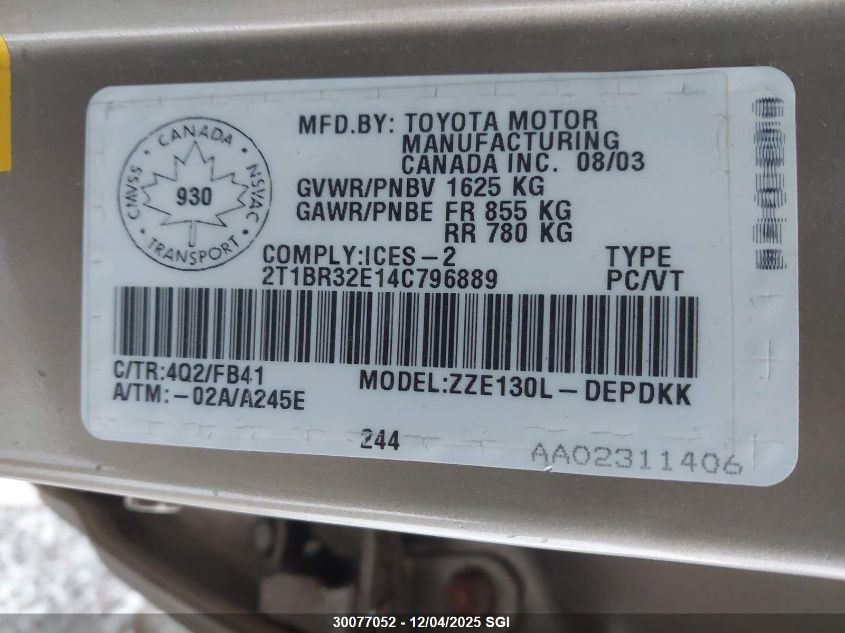 MFD.BY: TOYOTA MOTOR
MANUFACTURING
CANADA INC. 08/03
GVWR/PNBV 1625 KG
GAWR/PNBE FR 855 KG
RR 780 KG
CANADA
CMVSS
930
NSVAC
TRANSPORT
COMPLY:ICES-2 TYPE
2T1BR32E14C796889 PC/VT
C/TR:4Q2/FB41 MODEL:ZZE130L-DEPDKK
A/TM:-02A/A245E
244
AA02311406
30077052 - 12/04/2025 SGI